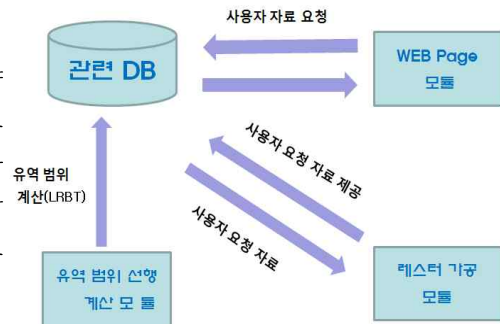 사용자 자료 요청
관련 DB
WEB Page
모듈
유역 범위
계산(LRBT)
사용자 요청 자료 제공
사용자 요청 자료
유역 범위 선행
계산 모 듈
레스터 가공
모듈